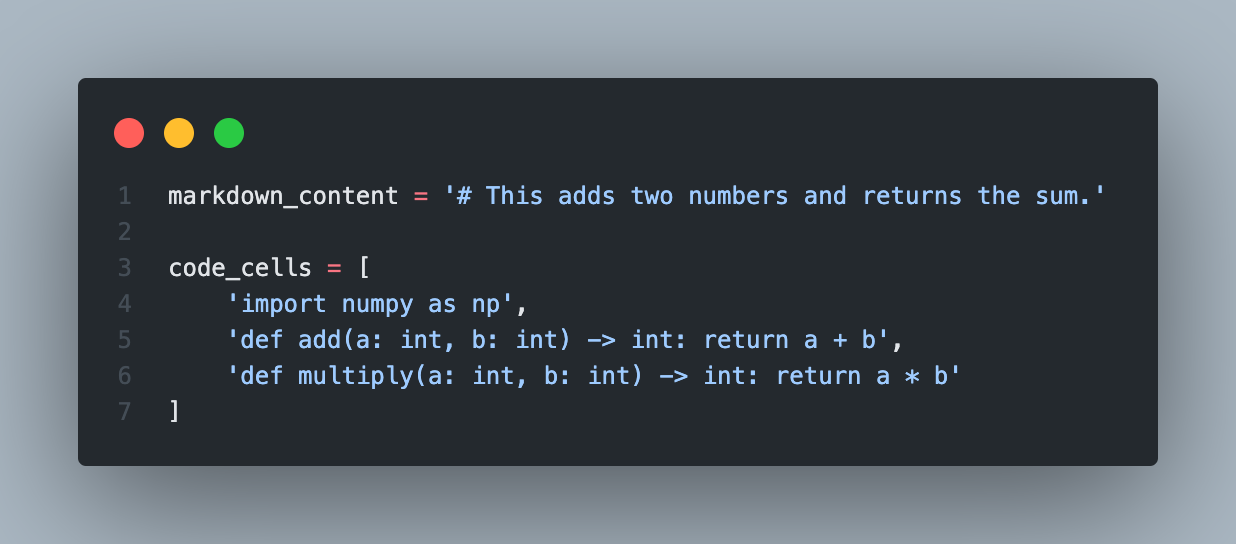 1 markdown_content = '# This adds two numbers and returns the sum.'
2
3 code_cells = [
4     'import numpy as np',
5     'def add(a: int, b: int) -> int: return a + b',
6     'def multiply(a: int, b: int) -> int: return a * b'
7 ]